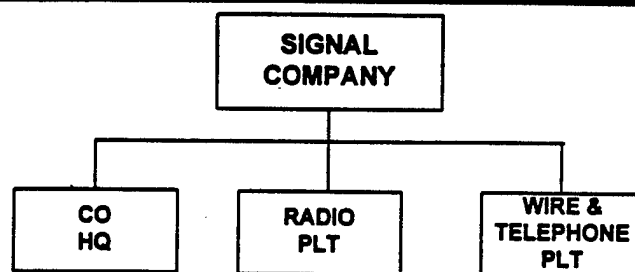 SIGNAL
COMPANY
CO
HQ
RADIO
PLT
WIRE &
TELEPHONE
PLT